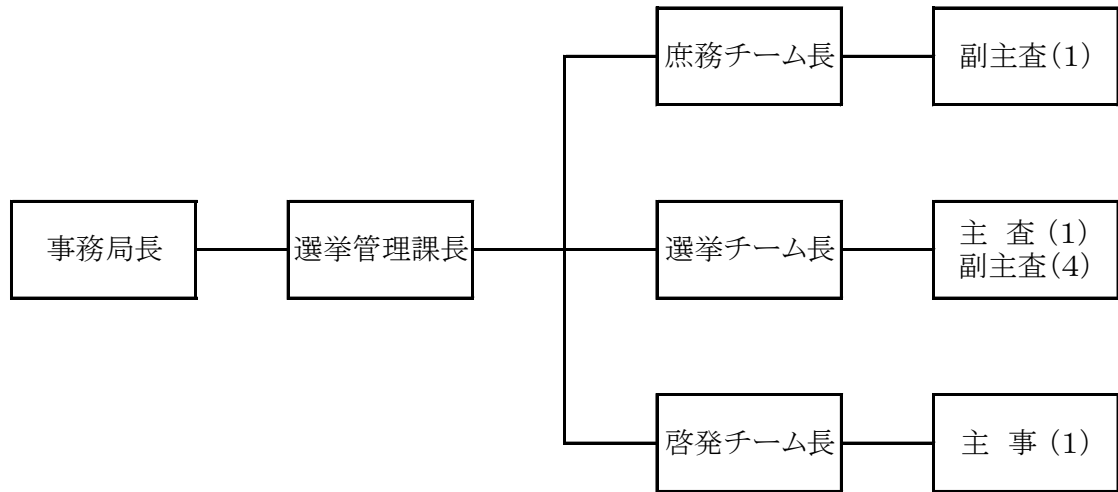 庶務チーム長
副主査(1)
事務局長
選挙管理課長
選挙チーム長
主 査 (1)
副主査(4)
啓発チーム長
主 事 (1)